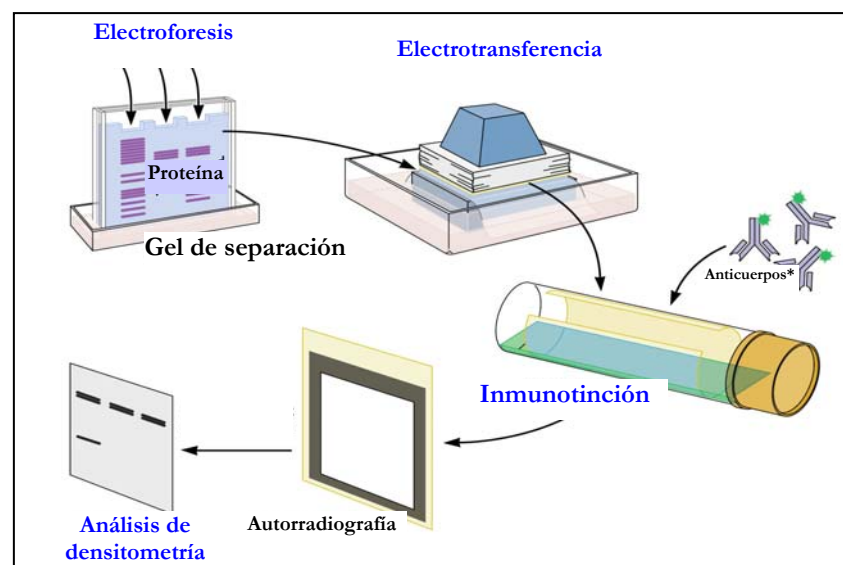 Electroforesis
Electrotransferencia
Proteína
Gel de separación
Anticuerpos*
Inmunotinción
Análisis de
densitometría
Autorradiografía